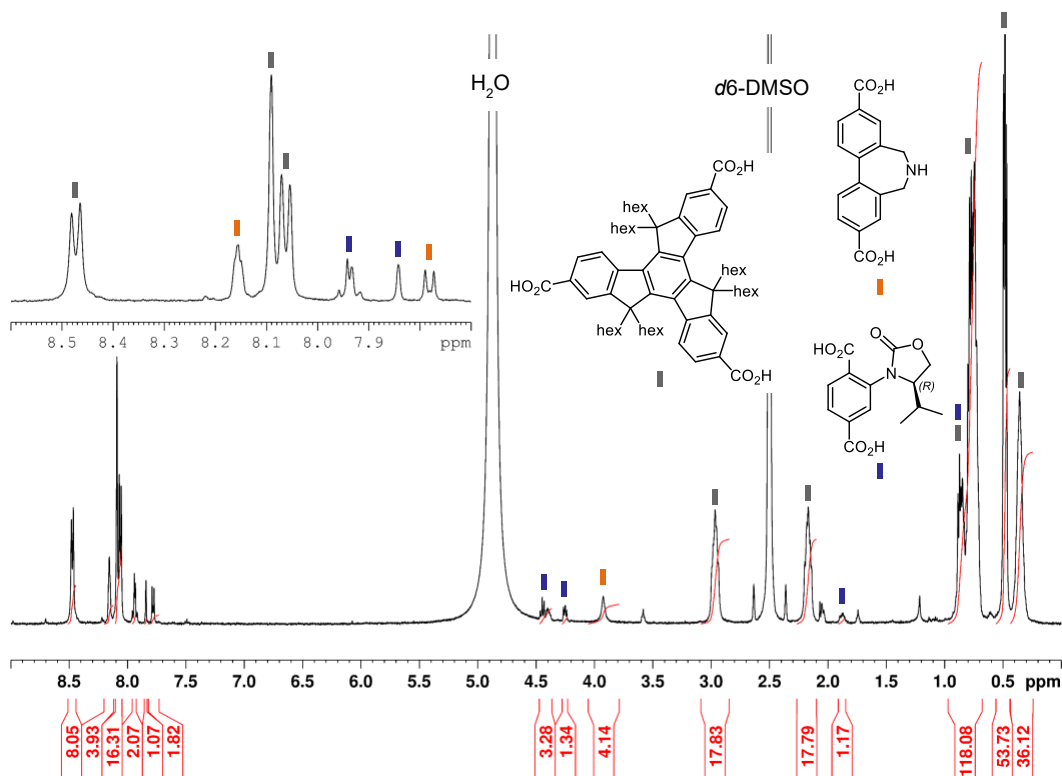 H2O
d6-DMSO
CO2H
NH
CO2H
CO2H
hex
hex
hex
hex
CO2H
hex
hex
CO2H
O
O
CO2H
N
(R)
CO2H
8.5 8.4 8.3 8.2 8.1 8.0 7.9 ppm
8.5 8.0 7.5 7.0 6.5 6.0 5.5 5.0 4.5 4.0 3.5 3.0 2.5 2.0 1.5 1.0 0.5 ppm
8.05
3.93
16.31
2.07
1.07
1.82
3.28
1.34
4.14
17.83
17.79
1.17
118.08
53.73
36.12